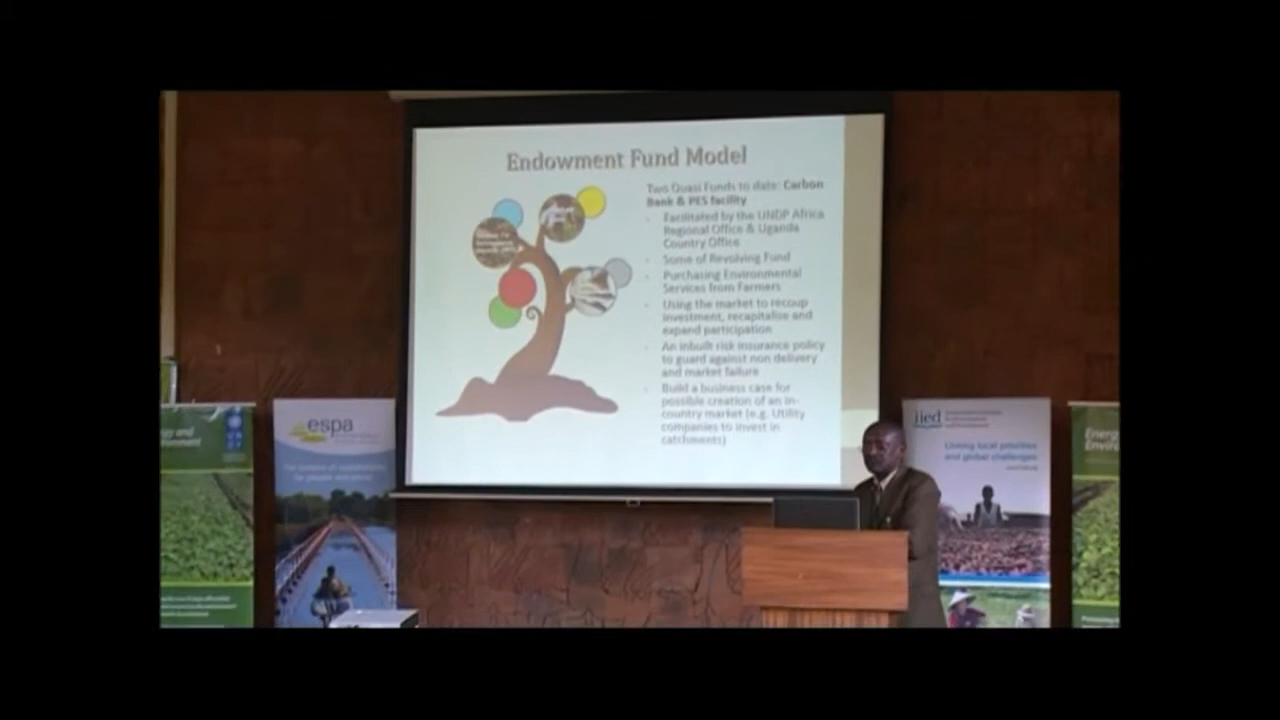 Endowment Fund Model
Two Quasi Funds to date: Carbon
Bank & PES facility
- Facilitated by the UNDP Africa
Regional Office & Uganda
Country Office
- Some of Revolving Fund
- Purchasing Environmental
Services from Farmers
- Using the market to recoup
investment, recapitalise and
expand participation
- An inbuilt risk insurance policy
to guard against non delivery
and market failure
- Build a business case for
possible creation of an in-
country market (e.g. Utility
companies to invest in
catchments)
espa
iied
Linking local priorities
and global challenges